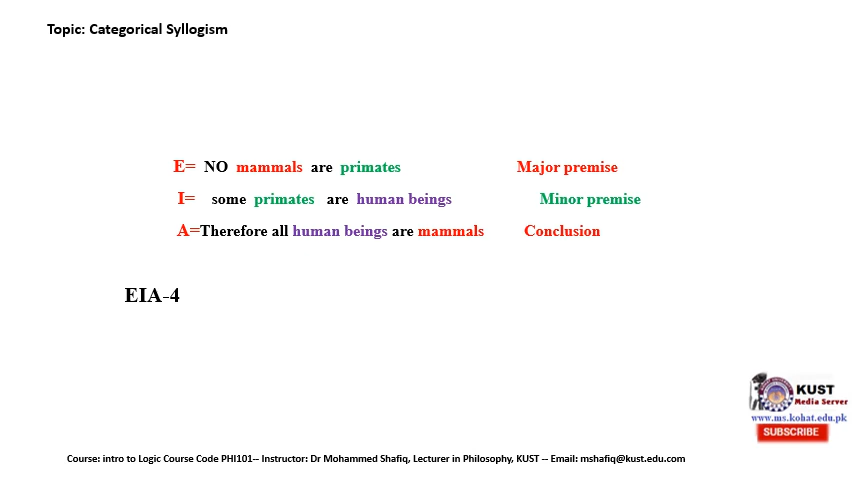 Topic: Categorical Syllogism
E= NO mammals are primates Major premise
I= some primates are human beings Minor premise
A=Therefore all human beings are mammals Conclusion
EIA-4
KUST
Media Server
www.ms.kohat.edu.pk
SUBSCRIBE
Course: intro to Logic Course Code PHI101-- Instructor: Dr Mohammed Shafiq, Lecturer in Philosophy, KUST -- Email: mshafiq@kust.edu.com